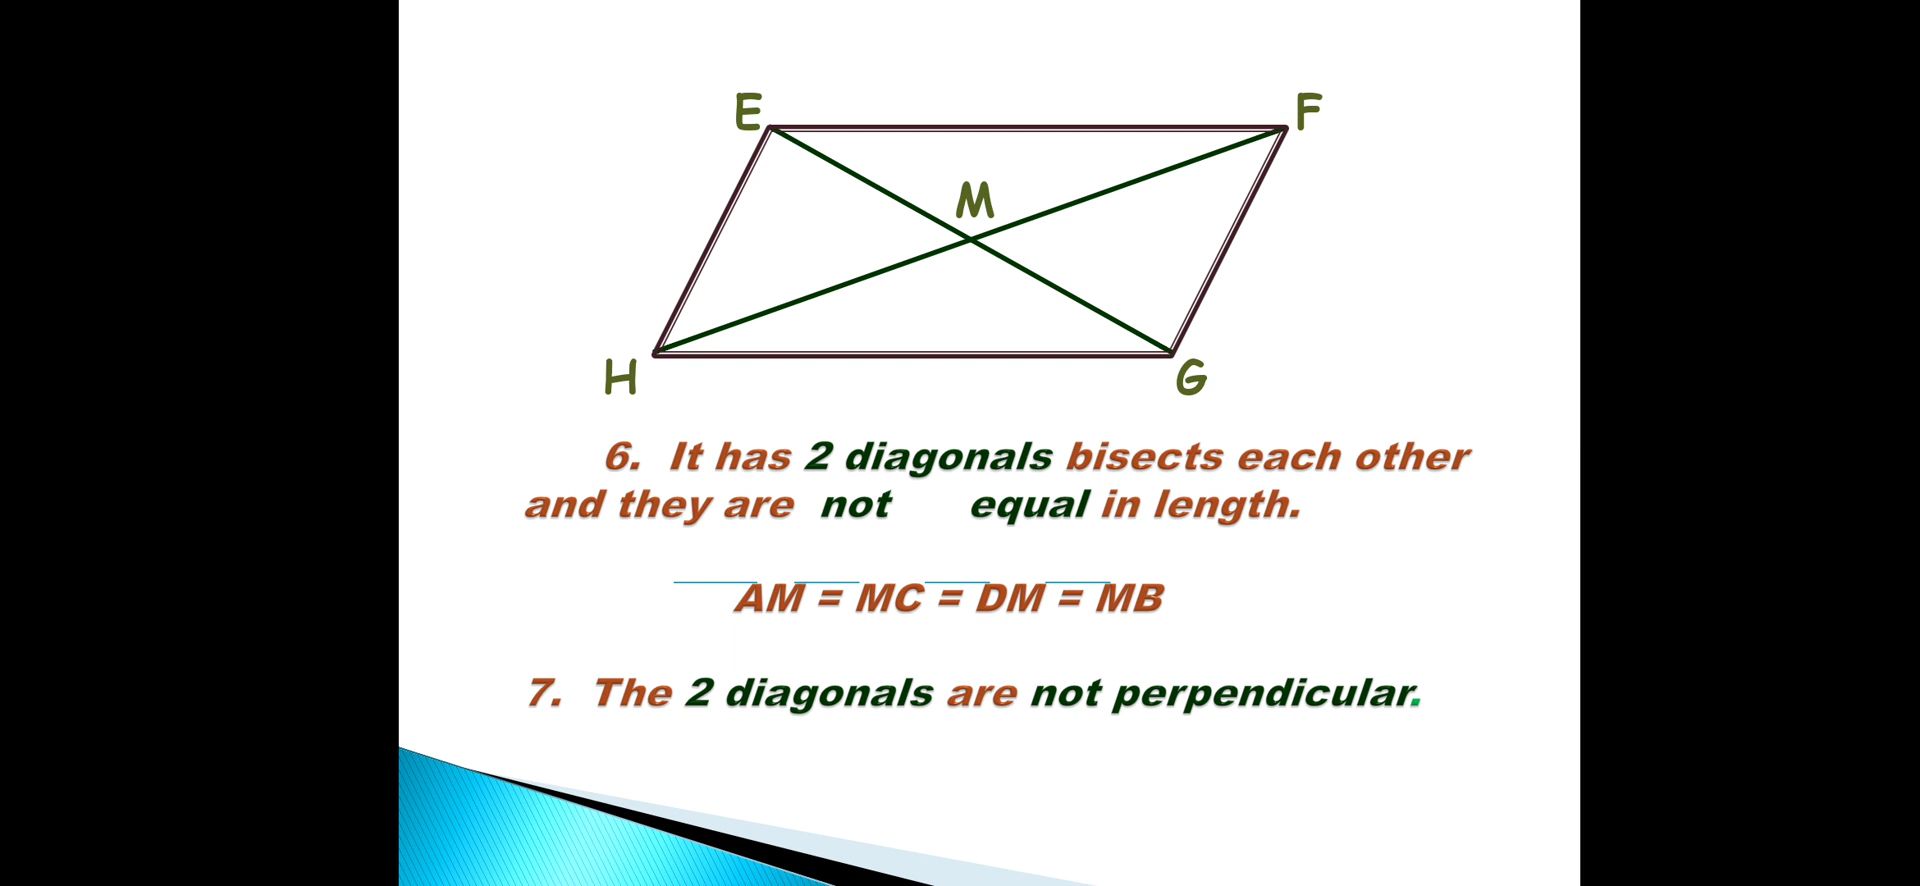 E
F
M
H
G
6. It has 2 diagonals bisects each other
and they are not equal in length.
AM = MC = DM = MB
7. The 2 diagonals are not perpendicular.